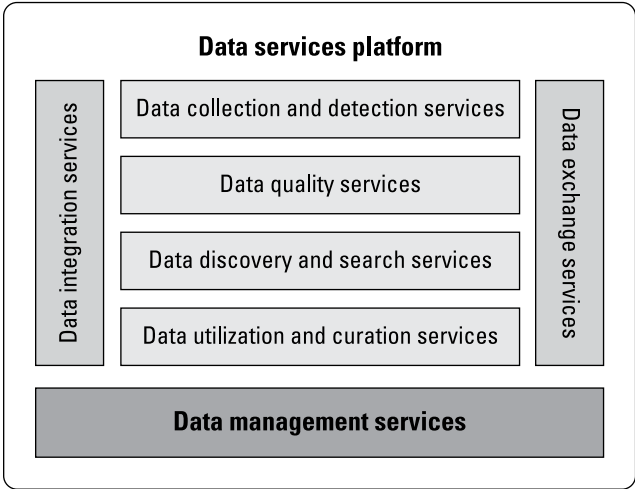 Data services platform
Data integration services
Data collection and detection services
Data quality services
Data discovery and search services
Data utilization and curation services
Data exchange services
Data management services